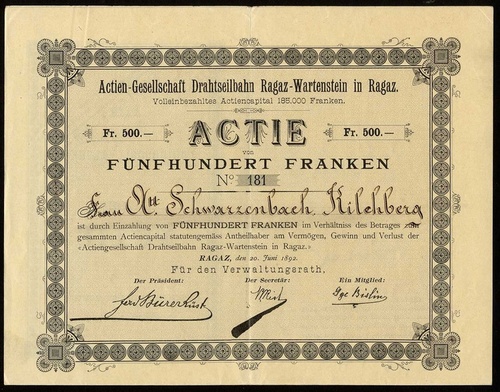 Actien-Gesellschaft Drahtseilbahn Ragaz-Wartenstein in Ragaz.
Volleinbezahltes Actiencapital 185,000 Franken.
Fr. 500.— ACTIE Fr. 500.—
von
FÜNFHUNDERT FRANKEN
No. 181
Frau Schwarzenbach, Kilchberg
ist durch Einzahlung von FÜNFHUNDERT FRANKEN im Verhältniss des Betrages zum
gesammten Actiencapital statutengemäss Antheilhaber am Vermögen, Gewinn und Verlust der
«Actiengesellschaft Drahtseilbahn Ragaz-Wartenstein in Ragaz.»
RAGAZ, den 20. Juni 1892.
Für den Verwaltungsrath,
Der Präsident: Der Secretär: Ein Mitglied: